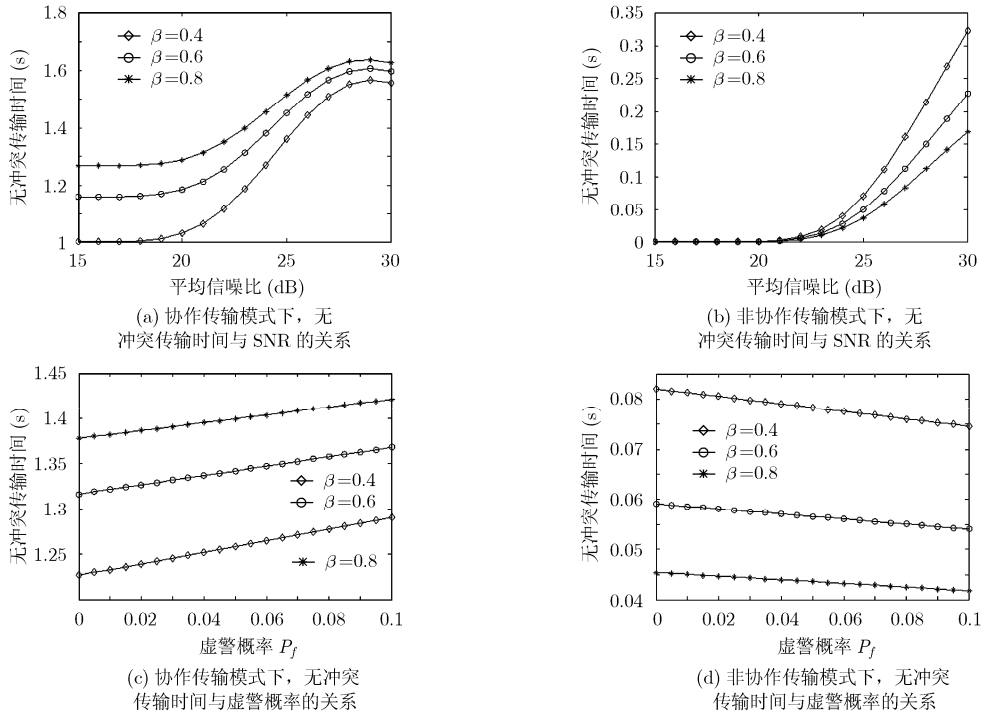 1.8
1.6
1.4
1.2
1
15
20
25
30
无冲突传输时间 (s)
β=0.4
β=0.6
β=0.8
平均信噪比 (dB)
(a) 协作传输模式下，无
冲突传输时间与 SNR 的关系
0.35
0.3
0.25
0.2
0.15
0.1
0.05
0
15
20
25
30
无冲突传输时间 (s)
β=0.4
β=0.6
β=0.8
平均信噪比 (dB)
(b) 非协作传输模式下，无
冲突传输时间与 SNR 的关系
1.45
1.4
1.35
1.3
1.25
0
0.02
0.04
0.06
0.08
0.1
无冲突传输时间 (s)
β=0.4
β=0.6
β=0.8
虚警概率 Pf
(c) 协作传输模式下，无冲突
传输时间与虚警概率的关系
0.08
0.07
0.06
0.05
0.04
0
0.02
0.04
0.06
0.08
0.1
无冲突传输时间 (s)
β=0.4
β=0.6
β=0.8
虚警概率 Pf
(d) 非协作传输模式下，无冲突
传输时间与虚警概率的关系